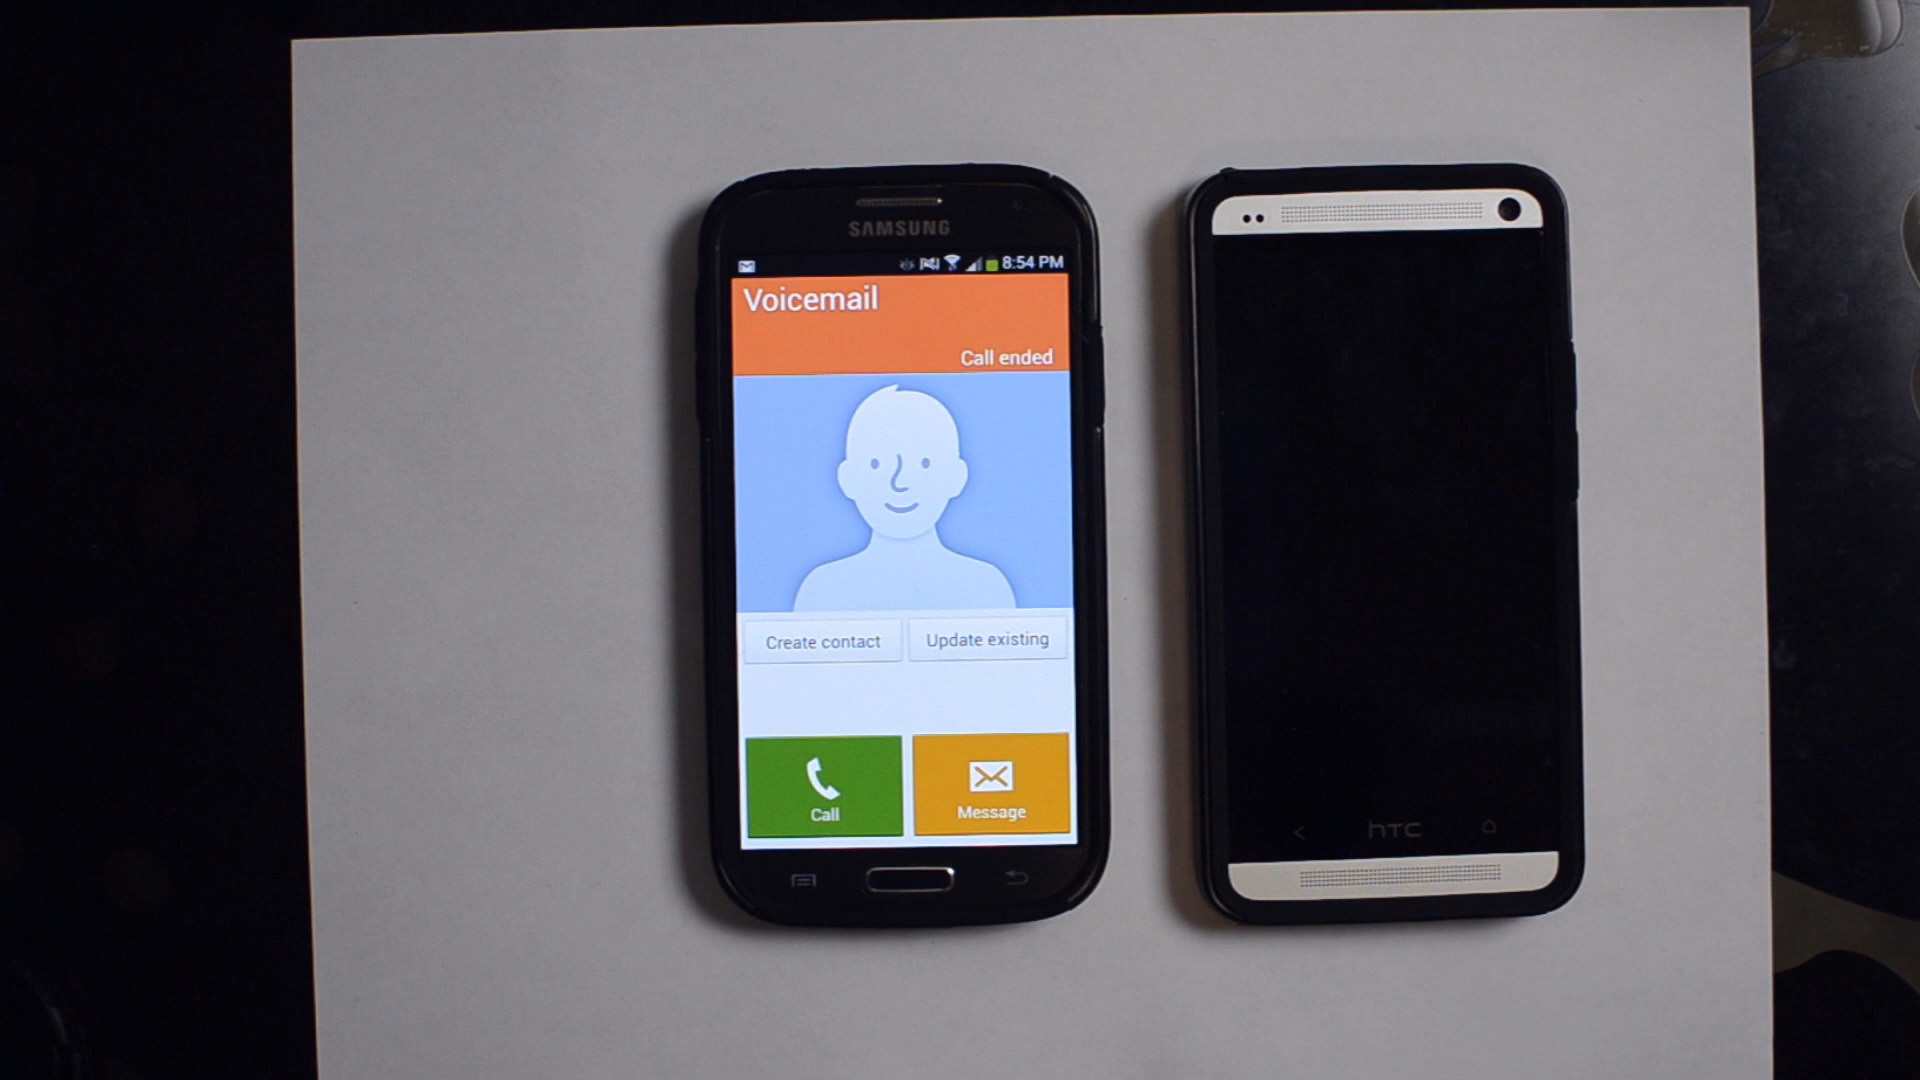 SAMSUNG
8:54 PM
Voicemail
Call ended
Create contact
Update existing
Call
Message
hTC